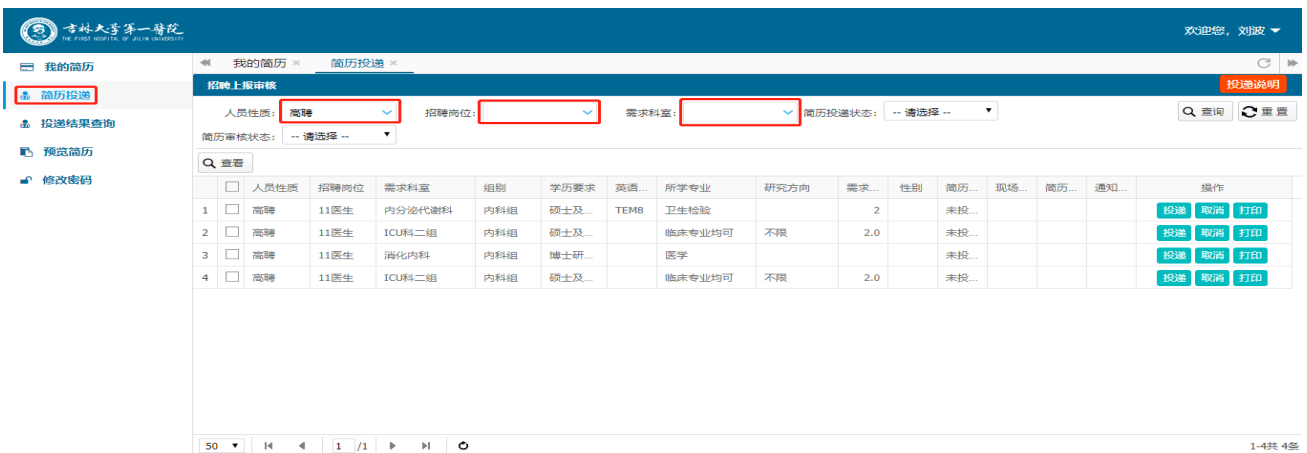 吉林大学第一醫院
THE FIRST HOSPITAL OF JILIN UNIVERSITY
欢迎您，刘波
我的简历
简历投递
投递结果查询
预览简历
修改密码
我的简历 × 简历投递 ×
招聘上报审核 投递说明
人员性质： 高聘 招聘岗位： 需求科室： 简历投递状态： -- 请选择 -- 查询 重置
简历审核状态： -- 请选择 --
查看
人员性质 招聘岗位 需求科室 组别 学历要求 英语... 所学专业 研究方向 需求... 性别 简历... 现场... 简历... 通知... 操作
1 高聘 11医生 内分泌代谢科 内科组 硕士及... TEM8 卫生检验 2 未投... 投递 取消 打印
2 高聘 11医生 ICU科二组 内科组 硕士及... 临床专业均可 不限 2.0 未投... 投递 取消 打印
3 高聘 11医生 消化内科 内科组 博士研... 医学 未投... 投递 取消 打印
4 高聘 11医生 ICU科二组 内科组 硕士及... 临床专业均可 不限 2.0 未投... 投递 取消 打印
50 1 /1 1-4共 4条